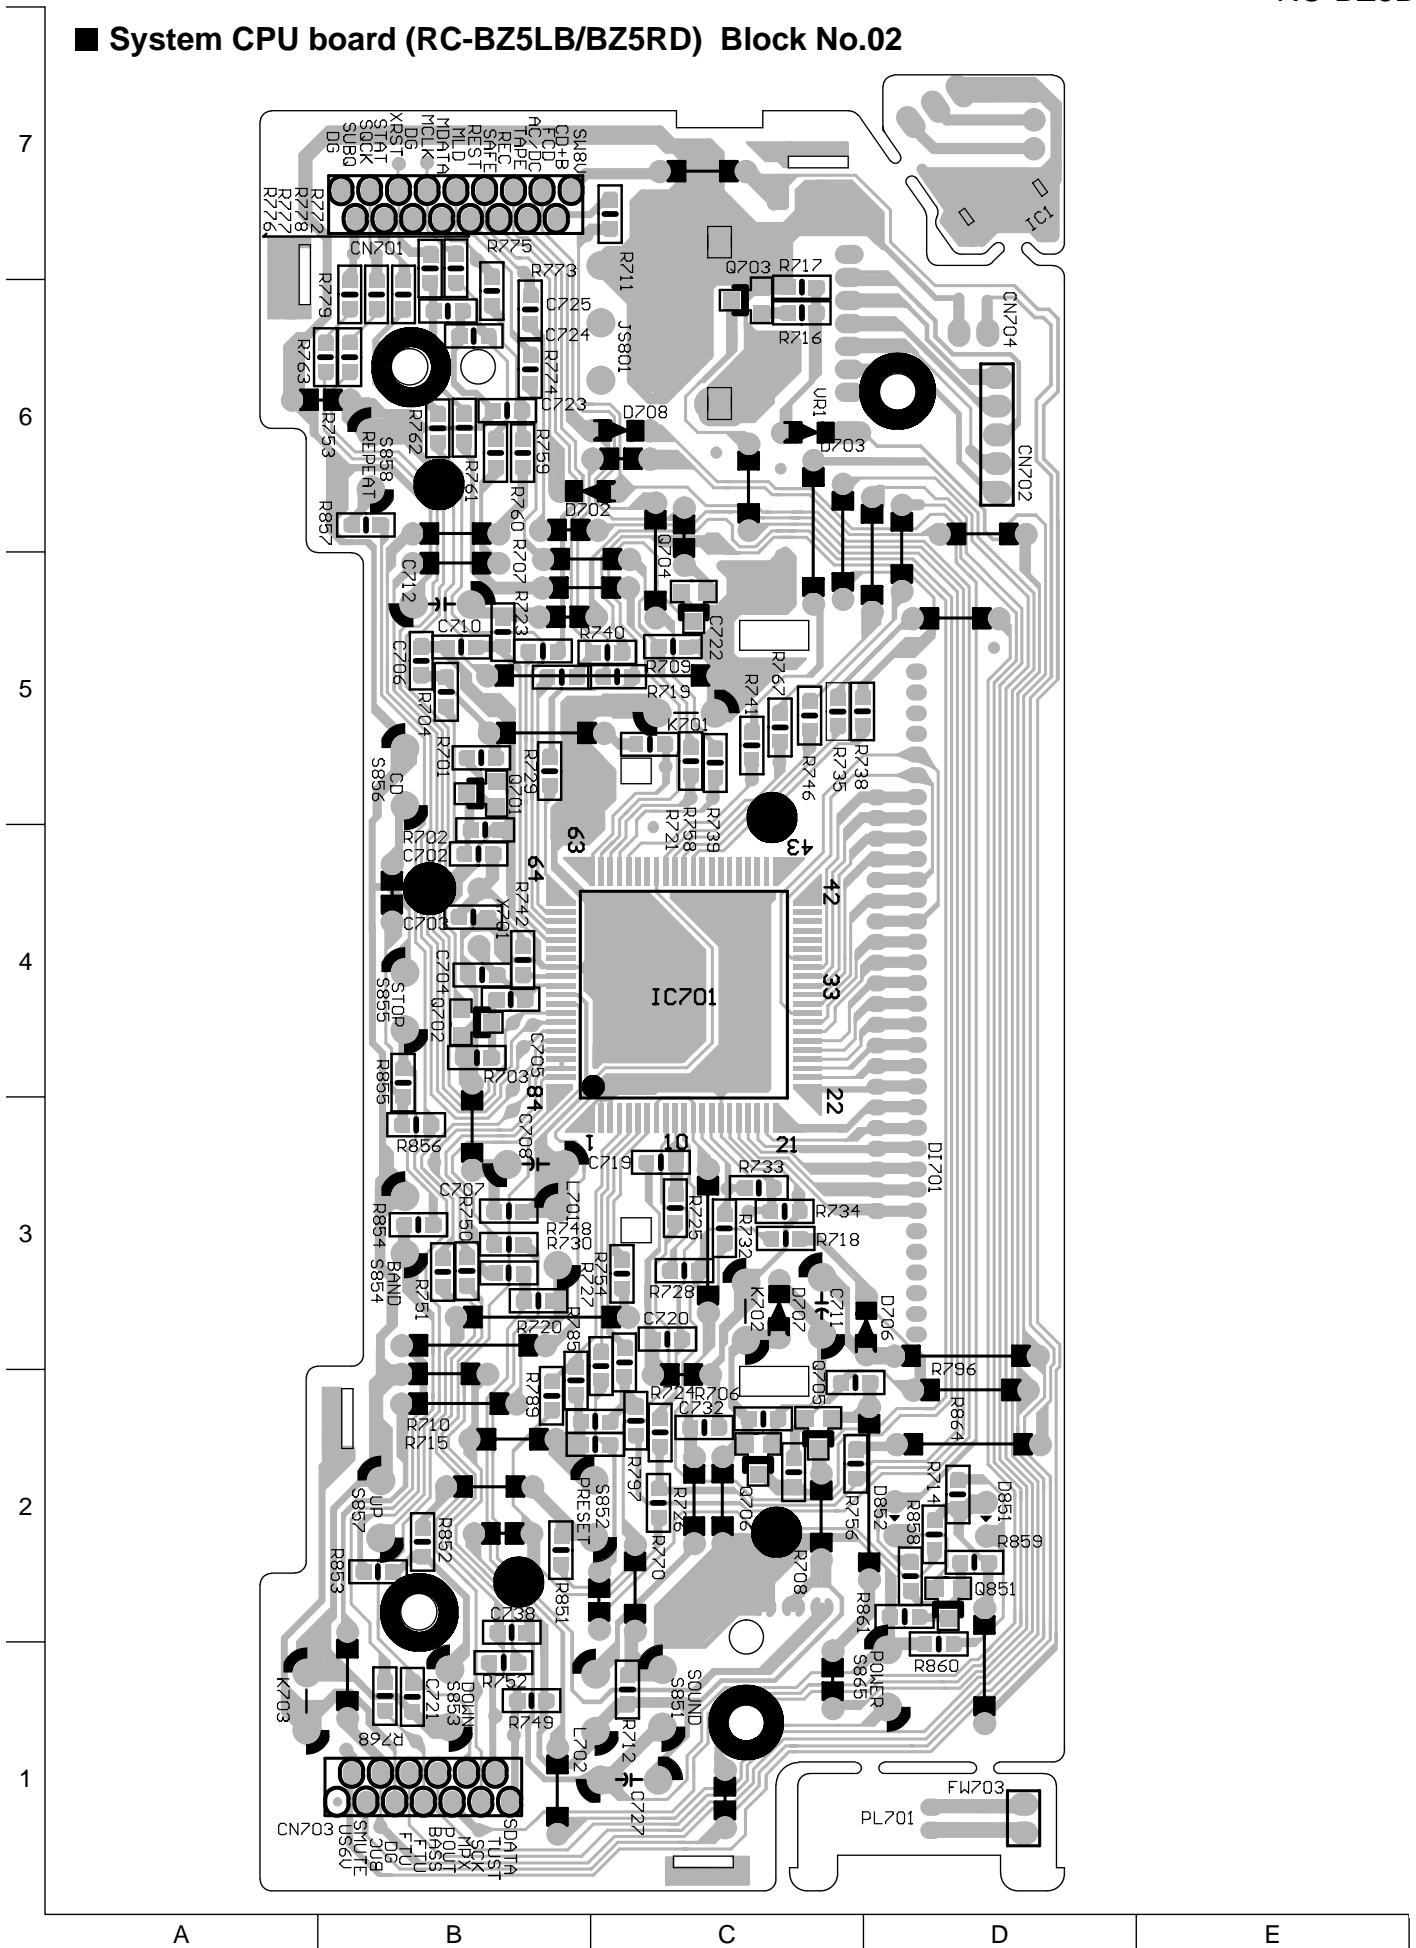 ■ System CPU board (RC-BZ5LB/BZ5RD) Block No.02
7
DG
SUBQ
SQCK
STAT
XRST
DG
MCLK
MDATA
MLD
REST
SAFE
REC
TAPE
AC/DC
FCD
CD+B
SW8V
R776
R777
R778
R772
CN701
R775
R773
R711
Q703
R717
IC1
R779
C725
C724
JS801
R716
CN704
R763
R774
6
R753
C723
D708
VR1
D703
R762
S858
REPEAT
R761
R759
CN702
R857
R760
D702
Q704
R707
C712
R723
C710
R740
C722
C706
R709
R719
R767
5
R704
R741
K701
R701
S856
CD
Q701
R729
R746
R735
R738
R702
C702
63
R721
R758
R739
43
64
42
C703
X701
R742
4
C704
S855
STOP
Q702
IC701
33
R703
C705
R855
84
22
R856
C708
1
10
21
C719
R733
DI701
C707
L701
R725
R734
3
R854
R750
R748
R730
R732
R718
S854
BAND
R751
R727
R754
R728
K702
D707
C711
D706
R720
R785
C720
R796
R789
R724
R706
Q705
C732
R710
R715
R864
2
S857
UP
R797
PRESET
S852
R726
Q706
R756
D852
R714
D851
R858
R859
R852
R853
R851
R770
R708
Q851
C738
R861
R860
K703
R752
C721
S853
DOWN
R749
SOUND
S851
POWER
S865
R768
L702
R712
1
C727
FW703
PL701
CN703
US6V
SMUTE
DG
FTU
BASS
POUT
MPX
SCK
TUST
SDATA
A
B
C
D
E